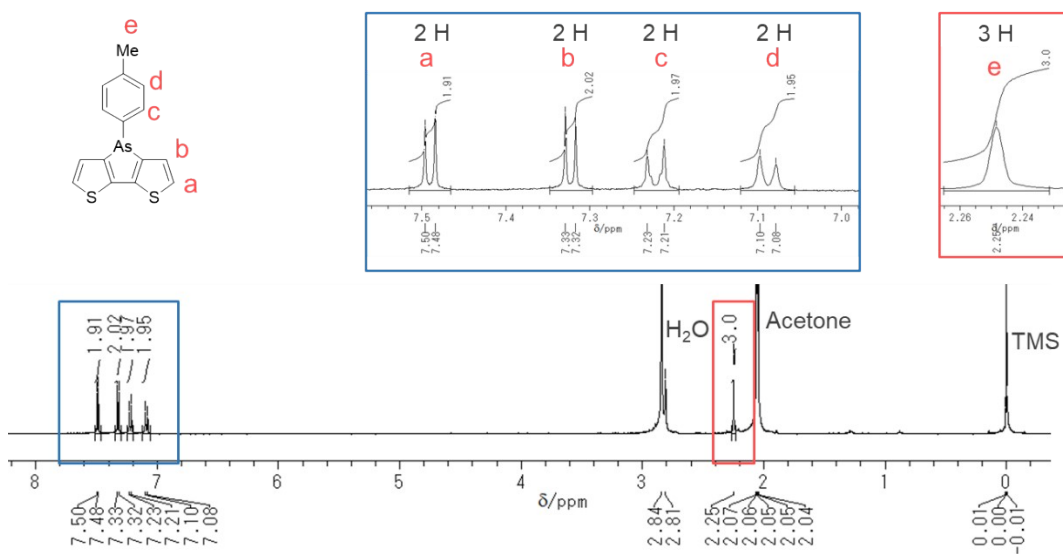 e
Me
d
c
As
b
a
S S
2 H 2 H 2 H 2 H
a b c d
1.91 2.02 1.97 1.95
7.5 7.4 7.3 7.2 7.1 7.0
δ/ppm
7.50 7.48 7.33 7.32 7.23 7.21 7.10 7.08
3 H
e
3.0
2.26 2.24
δ/ppm
2.25
1.91 2.02 1.97 1.95
H2O
3.0
Acetone
TMS
8 7 6 5 4 3 2 1 0
δ/ppm
7.50 7.48 7.33 7.32 7.23 7.21 7.10 7.08
2.84 2.81
2.25 2.07 2.06 2.05 2.05 2.04
0.01 0.00 -0.01